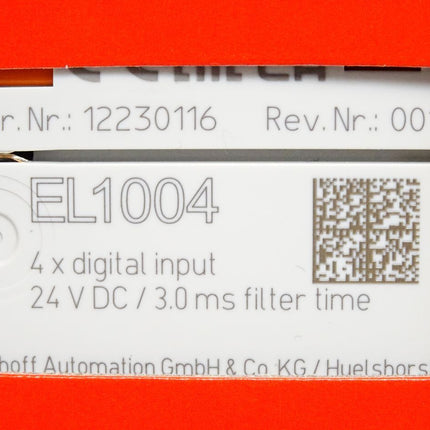 r. Nr.: 12230116 Rev. Nr.: 00
EL1004
4 x digital input
24 V DC / 3.0 ms filter time
hoff Automation GmbH & Co. KG / Huelshors